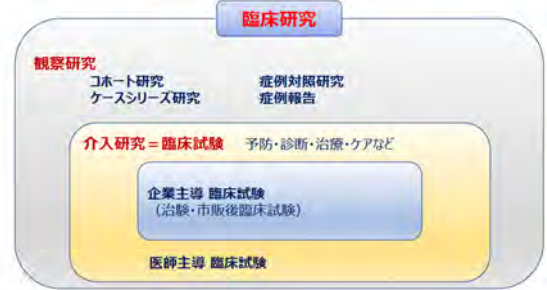 臨床研究
観察研究
コホート研究 症例対照研究
ケースシリーズ研究 症例報告
介入研究=臨床試験 予防・診断・治療・ケアなど
企業主導 臨床試験
(治験・市販後臨床試験)
医師主導 臨床試験